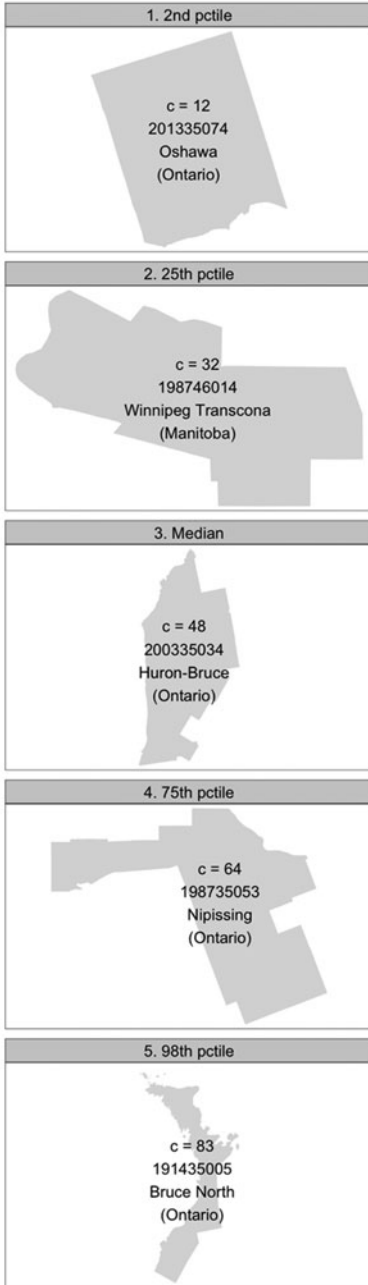 1. 2nd pctile
c = 12
201335074
Oshawa
(Ontario)
2. 25th pctile
c = 32
198746014
Winnipeg Transcona
(Manitoba)
3. Median
c = 48
200335034
Huron-Bruce
(Ontario)
4. 75th pctile
c = 64
198735053
Nipissing
(Ontario)
5. 98th pctile
c = 83
191435005
Bruce North
(Ontario)